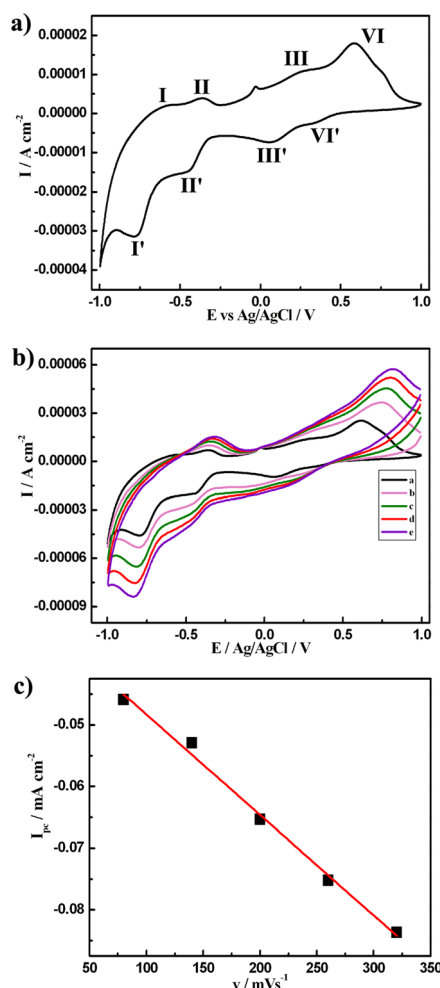 a)
0.00002
0.00001
0.00000
-0.00001
-0.00002
-0.00003
-0.00004
I / A cm-2
I
II
III
VI
I'
II'
III'
VI'
-1.0 -0.5 0.0 0.5 1.0
E vs Ag/AgCl / V
b)
0.00006
0.00003
0.00000
-0.00003
-0.00006
-0.00009
I / A cm-2
a
b
c
d
e
-1.0 -0.5 0.0 0.5 1.0
E / Ag/AgCl / V
c)
-0.05
-0.06
-0.07
-0.08
Ipc / mA cm-2
50 100 150 200 250 300 350
v / mVs-1